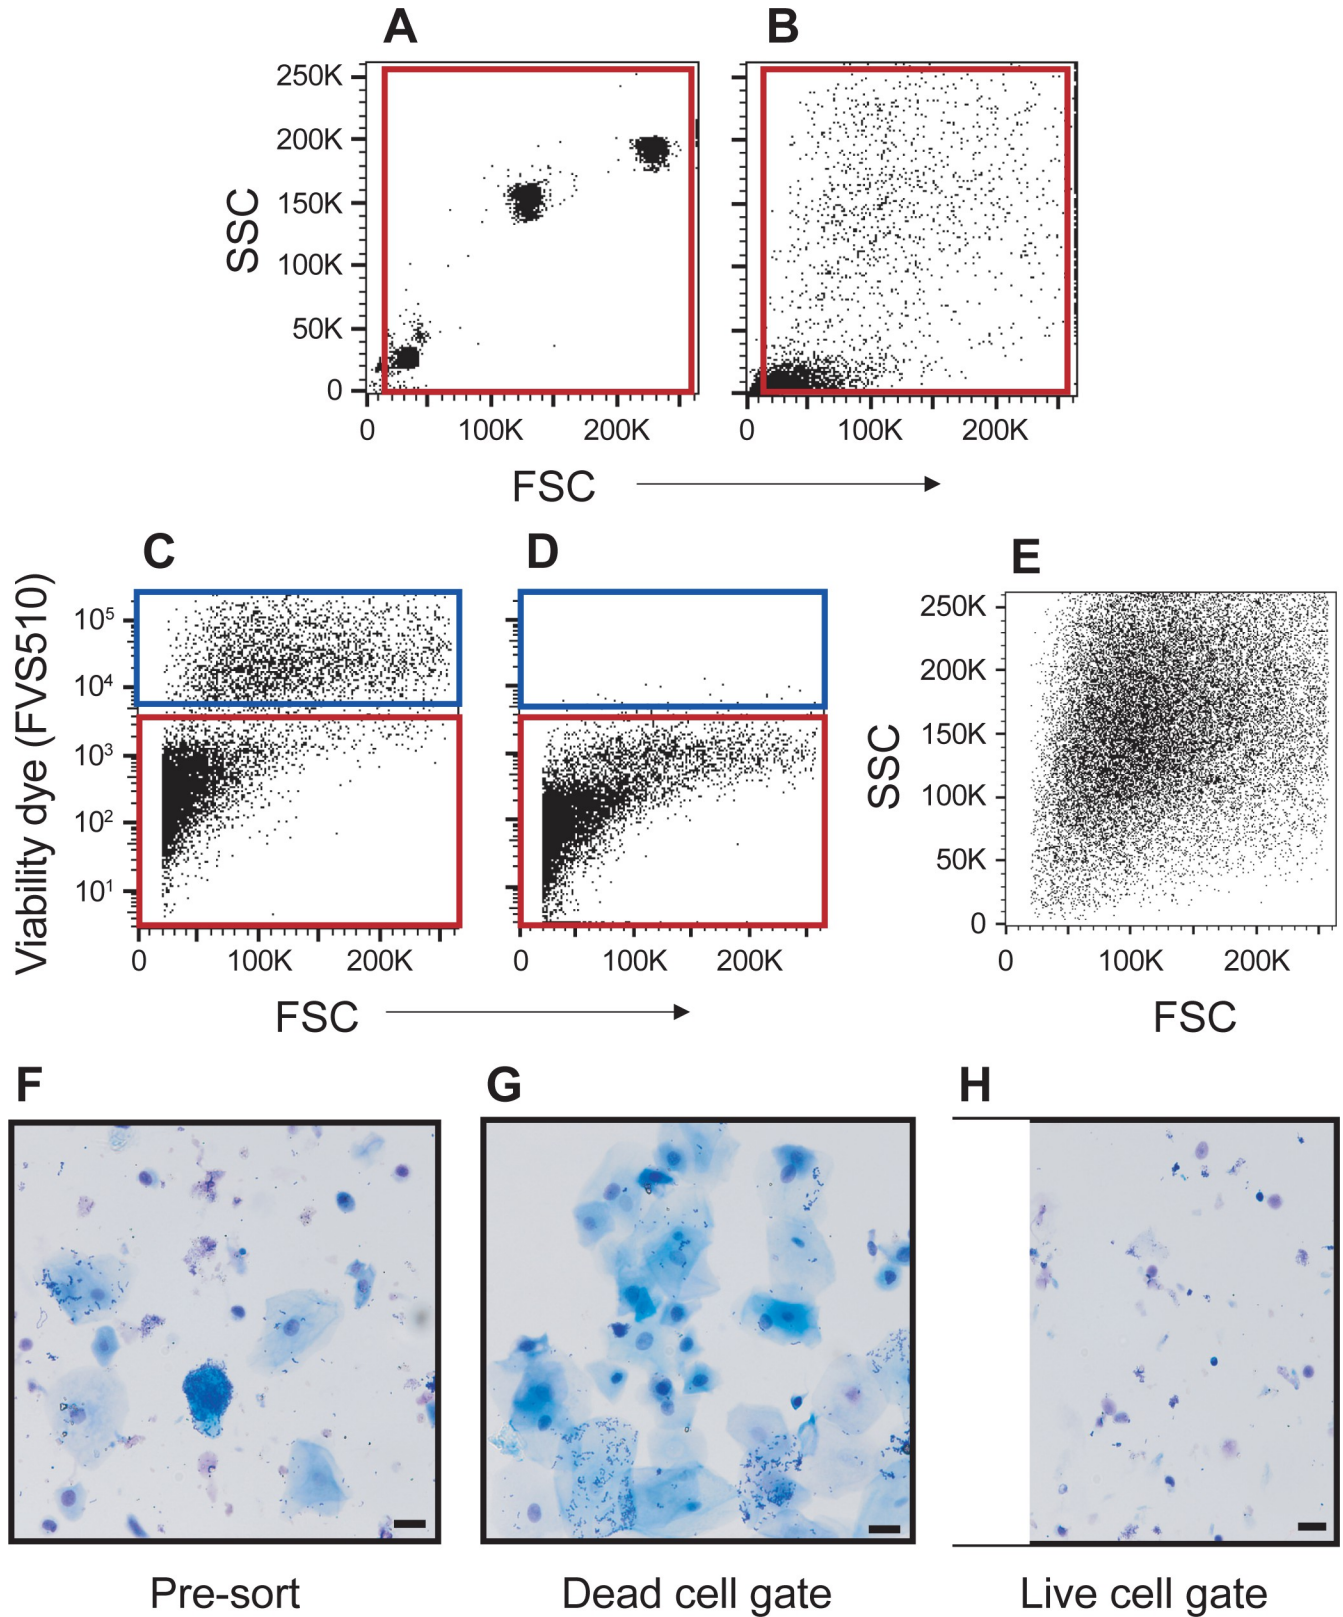 A B
250K
200K
150K
100K
50K
0
SSC
0 100K 200K 0 100K 200K
FSC
C D E
Viability dye (FVS510)
10⁵
10⁴
10³
10²
10¹
0 100K 200K 0 100K 200K
FSC
SSC
250K
200K
150K
100K
50K
0
0 100K 200K
FSC
F G H
Pre-sort Dead cell gate Live cell gate